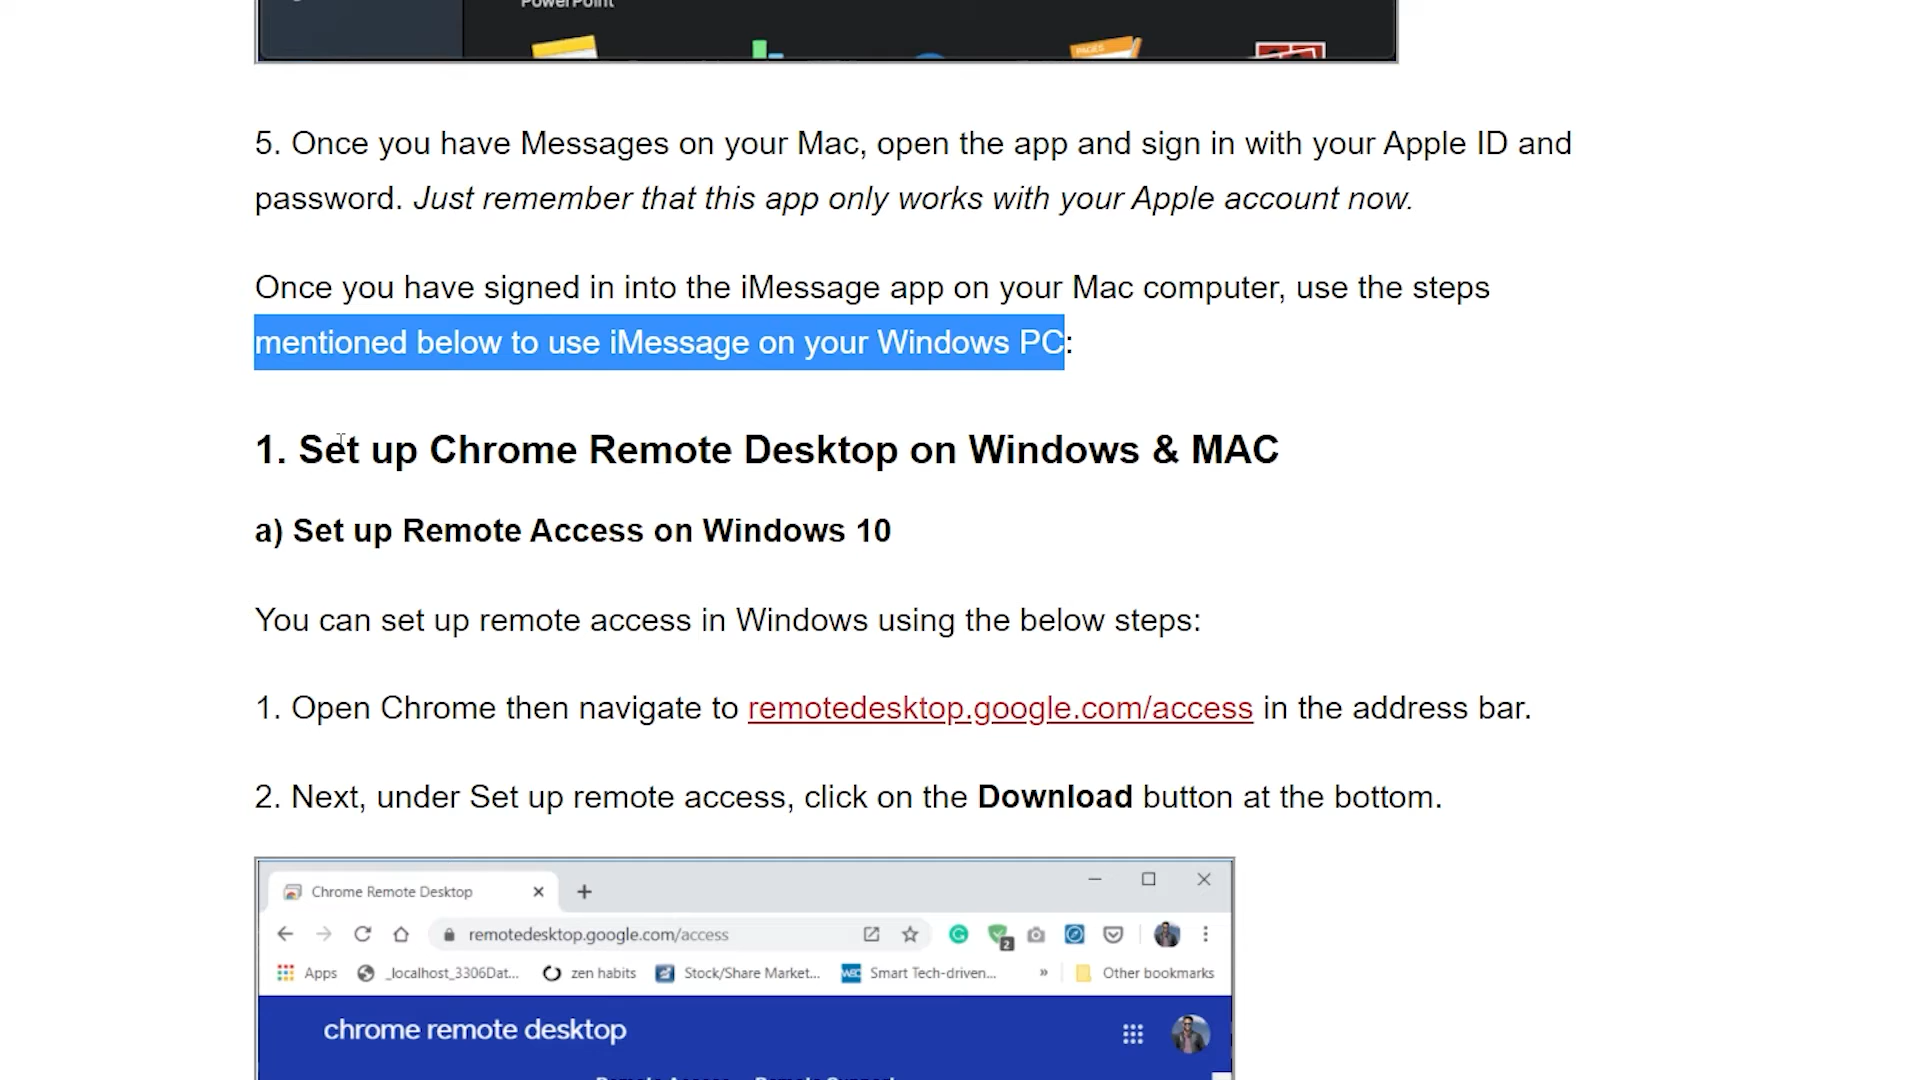 PowerPoint
PAGES
5. Once you have Messages on your Mac, open the app and sign in with your Apple ID and
password. Just remember that this app only works with your Apple account now.
Once you have signed in into the iMessage app on your Mac computer, use the steps
mentioned below to use iMessage on your Windows PC:
1. Set up Chrome Remote Desktop on Windows & MAC
a) Set up Remote Access on Windows 10
You can set up remote access in Windows using the below steps:
1. Open Chrome then navigate to remotedesktop.google.com/access in the address bar.
2. Next, under Set up remote access, click on the Download button at the bottom.
Chrome Remote Desktop
remotedesktop.google.com/access
2
Apps _localhost_3306Dat... zen habits Stock/Share Market... WEC Smart Tech-driven... » Other bookmarks
chrome remote desktop
Remote Access Remote Support